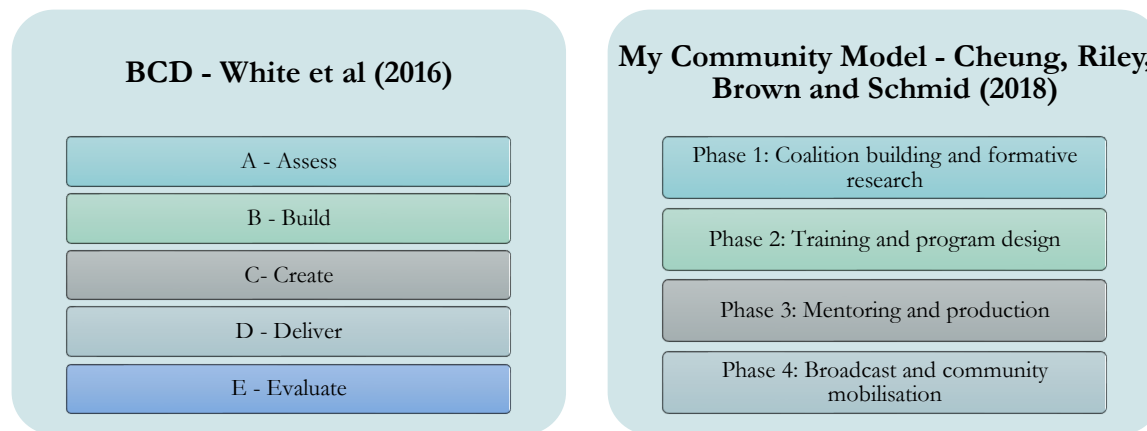 BCD - White et al (2016)
A - Assess
B - Build
C- Create
D - Deliver
E - Evaluate
My Community Model - Cheung, Riley,
Brown and Schmid (2018)
Phase 1: Coalition building and formative
research
Phase 2: Training and program design
Phase 3: Mentoring and production
Phase 4: Broadcast and community
mobilisation